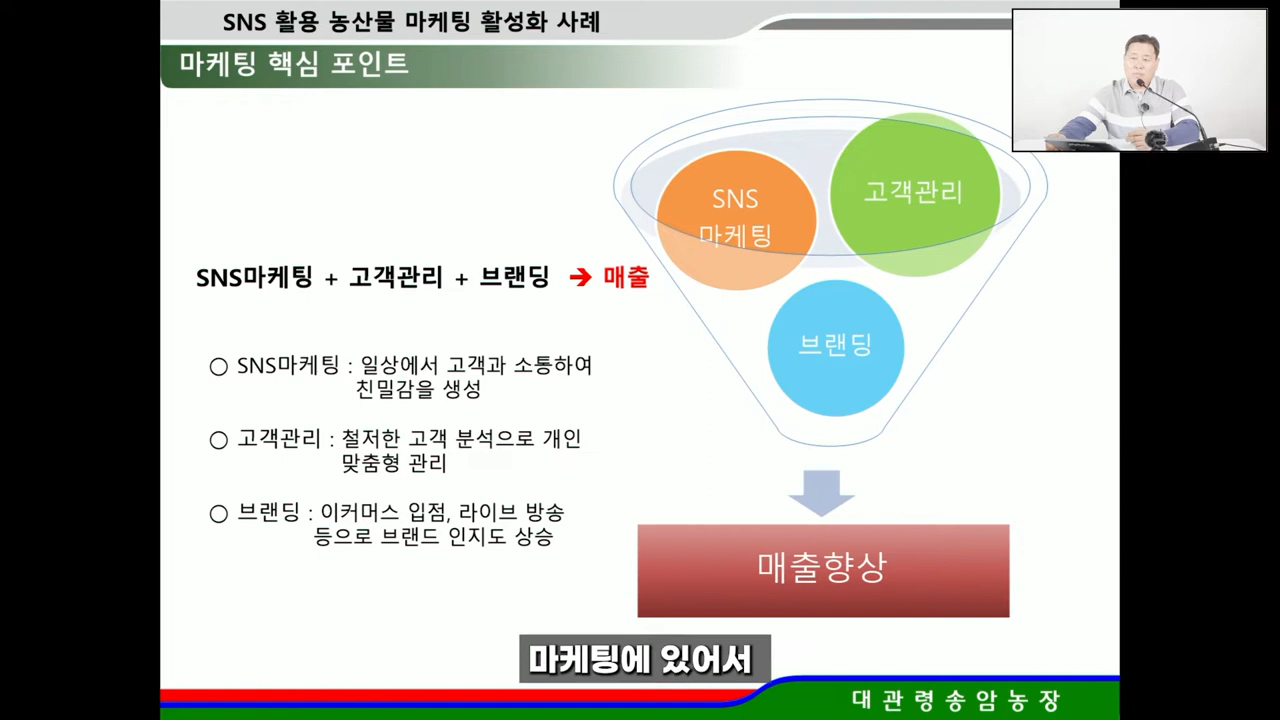 SNS 활용 농산물 마케팅 활성화 사례
마케팅 핵심 포인트
SNS
마케팅
고객관리
브랜딩
SNS마케팅 + 고객관리 + 브랜딩 ➔ 매출
○ SNS마케팅 : 일상에서 고객과 소통하여
친밀감을 생성
○ 고객관리 : 철저한 고객 분석으로 개인
맞춤형 관리
○ 브랜딩 : 이커머스 입점, 라이브 방송
등으로 브랜드 인지도 상승
매출향상
마케팅에 있어서
대관령송암농장